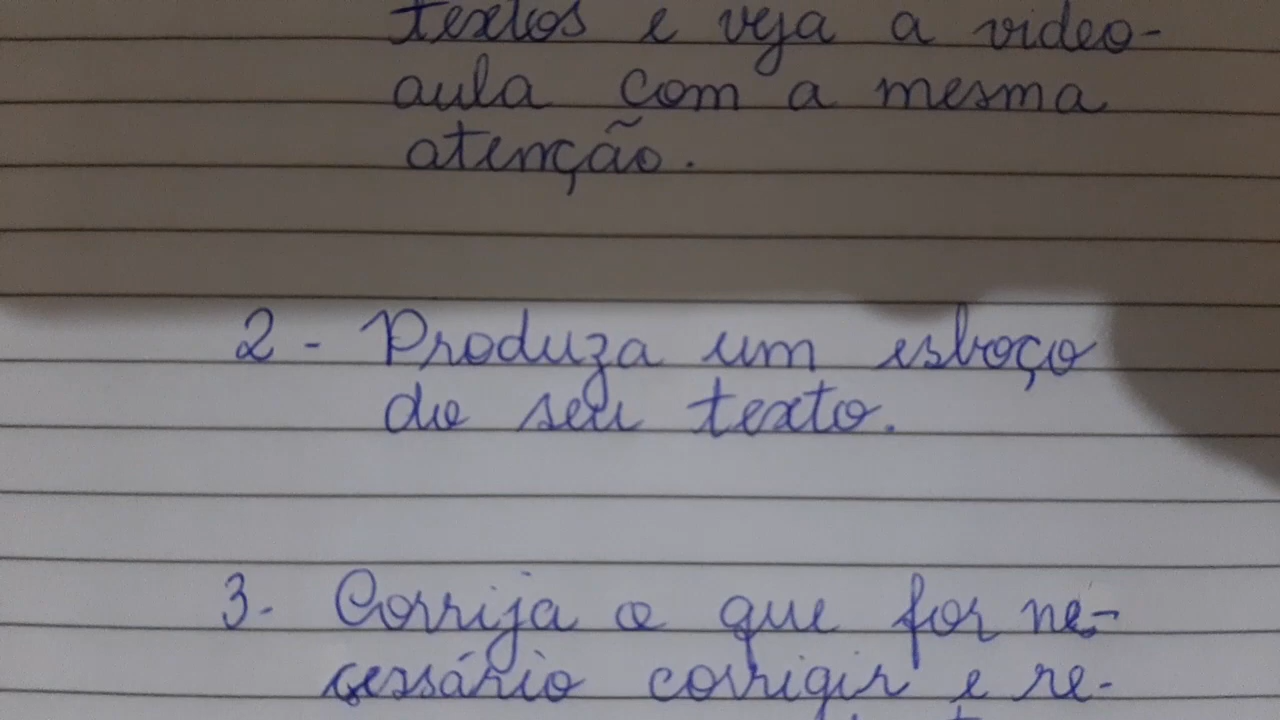 textos e veja a video-
aula com a mesma
atenção.
2 - Produza um esboço
do seu texto.
3. Corrija o que for ne-
cessário corrigir e re-